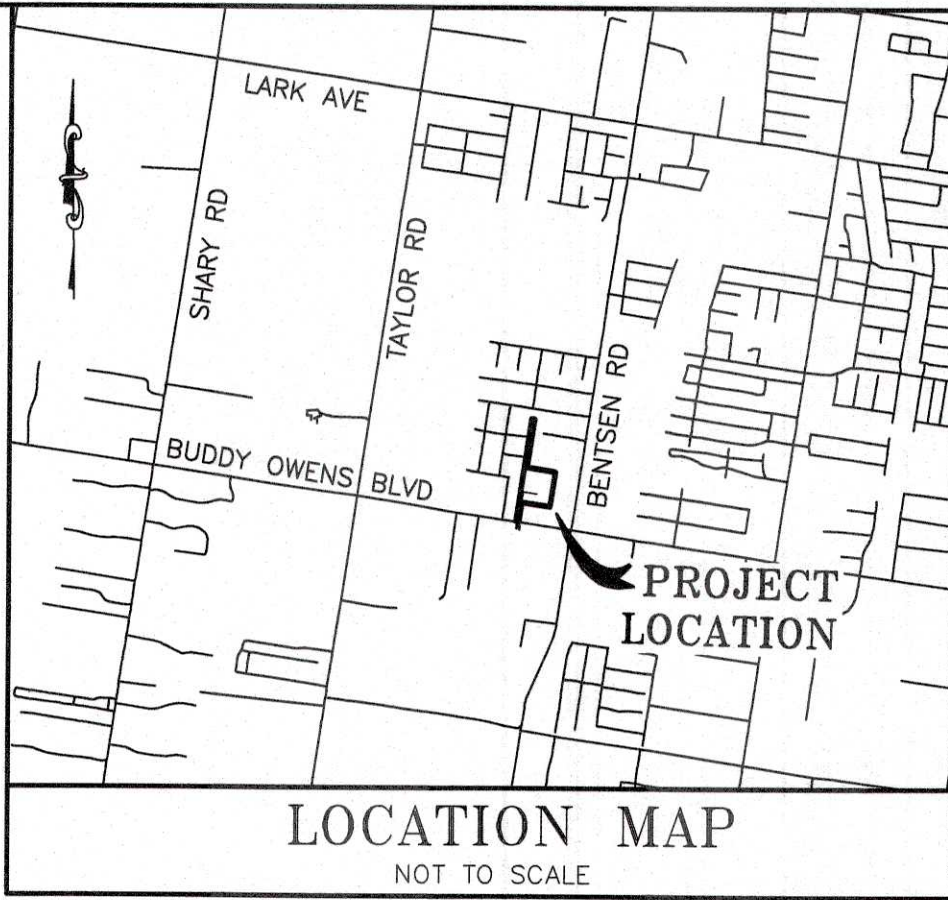 LARK AVE
SHARY RD
TAYLOR RD
BENTSEN RD
BUDDY OWENS BLVD
PROJECT
LOCATION
LOCATION MAP
NOT TO SCALE